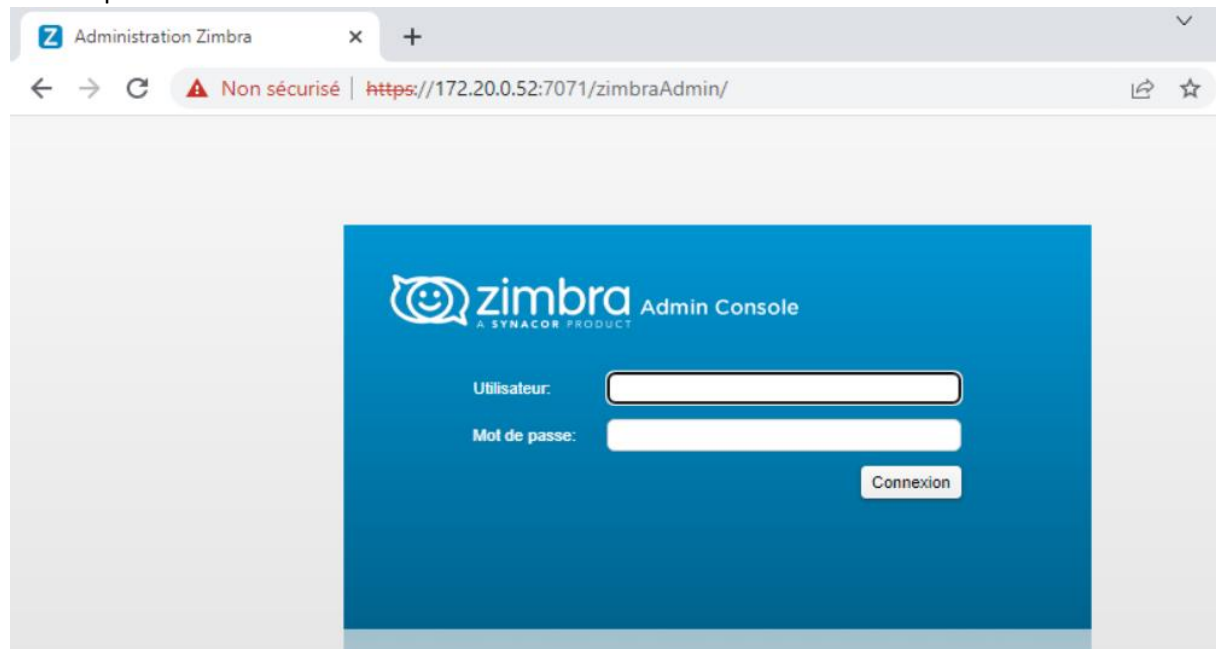 Administration Zimbra
Non sécurisé | https://172.20.0.52:7071/zimbraAdmin/
zimbra Admin Console
A SYNACOR PRODUCT
Utilisateur:
Mot de passe:
Connexion